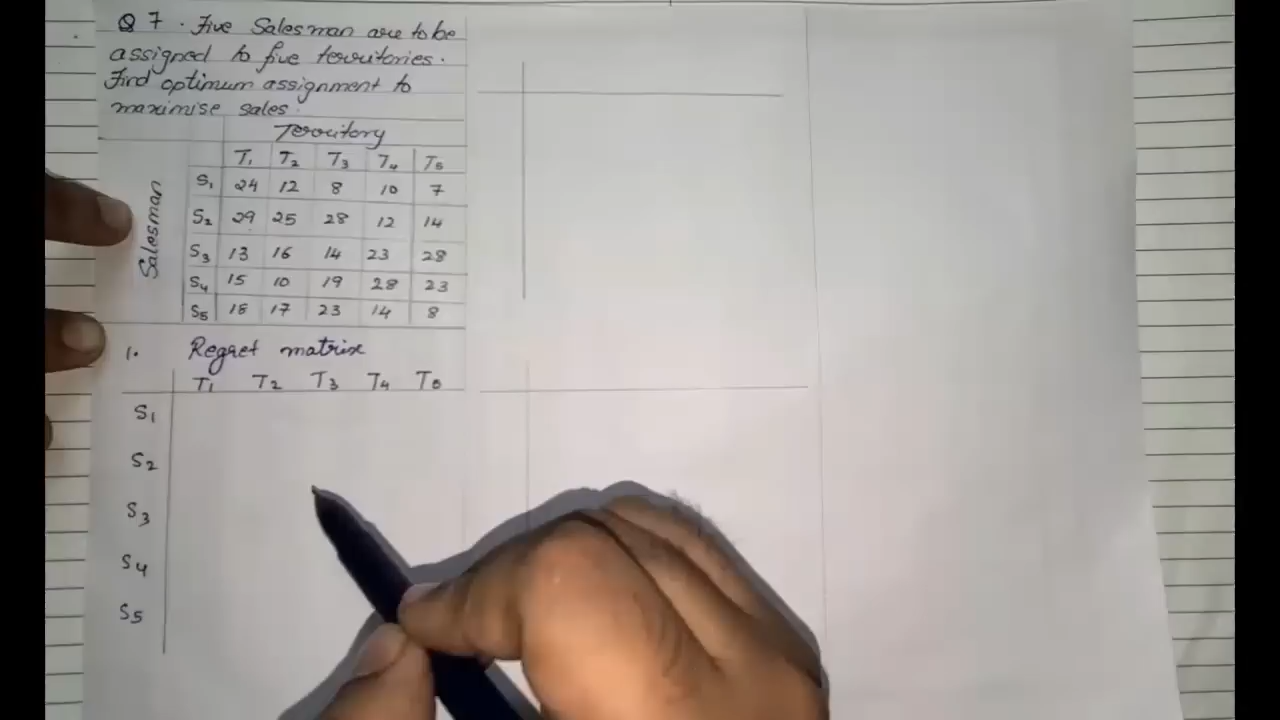 Q 7. Five Salesman are to be
assigned to five territories.
Find optimum assignment to
maximise sales.
Territory
T1 T2 T3 T4 T5
Salesman
S1 24 12 8 10 7
S2 29 25 28 12 14
S3 13 16 14 23 28
S4 15 10 19 28 23
S5 18 17 23 14 8
1. Regret matrix
T1 T2 T3 T4 T5
S1
S2
S3
S4
S5